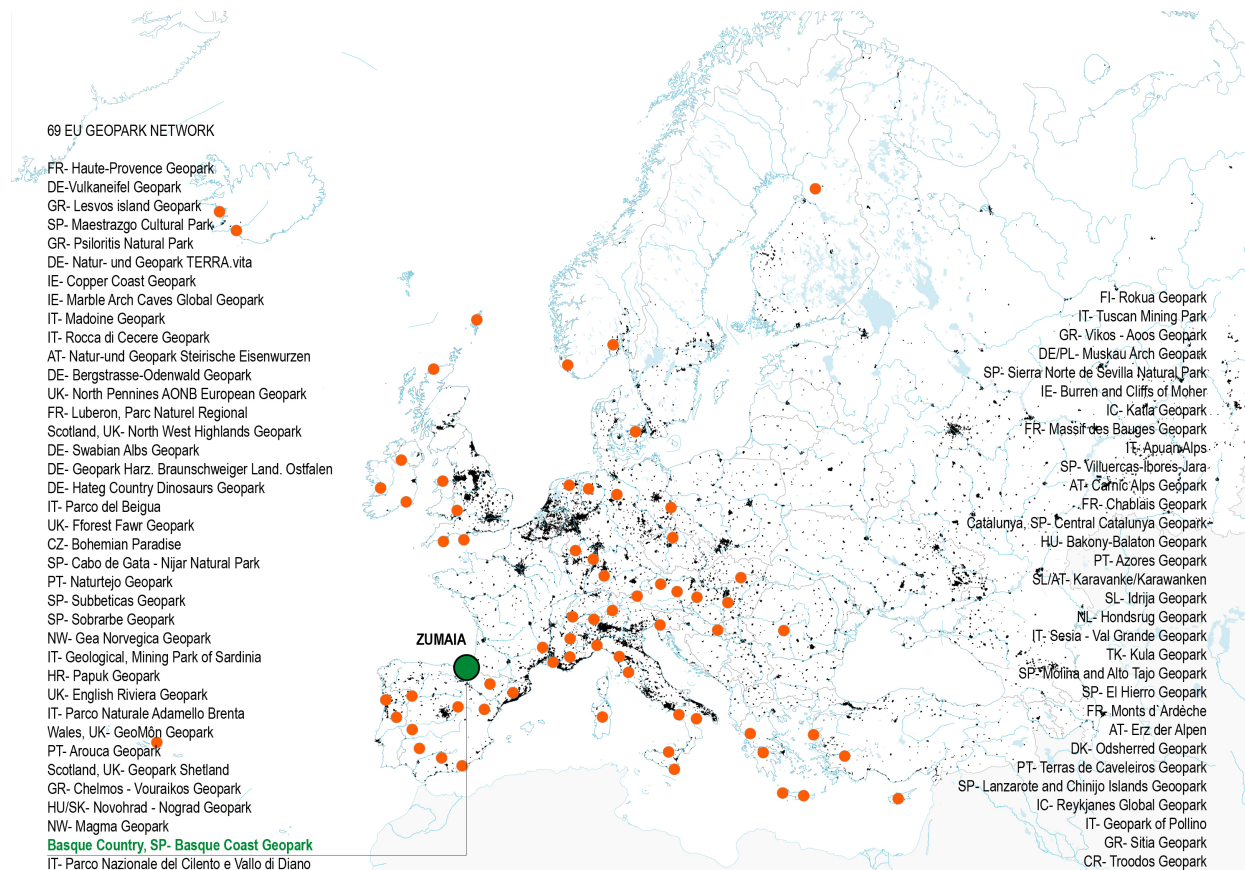 69 EU GEOPARK NETWORK
FR- Haute-Provence Geopark
DE-Vulkaneifel Geopark
GR- Lesvos island Geopark
SP- Maestrazgo Cultural Park
GR- Psiloritis Natural Park
DE- Natur- und Geopark TERRA.vita
IE- Copper Coast Geopark
IE- Marble Arch Caves Global Geopark
IT- Madoine Geopark
IT- Rocca di Cecere Geopark
AT- Natur-und Geopark Steirische Eisenwurzen
DE- Bergstrasse-Odenwald Geopark
UK- North Pennines AONB European Geopark
FR- Luberon, Parc Naturel Regional
Scotland, UK- North West Highlands Geopark
DE- Swabian Albs Geopark
DE- Geopark Harz. Braunschweiger Land. Ostfalen
DE- Hateg Country Dinosaurs Geopark
IT- Parco del Beigua
UK- Fforest Fawr Geopark
CZ- Bohemian Paradise
SP- Cabo de Gata - Nijar Natural Park
PT- Naturtejo Geopark
SP- Subbeticas Geopark
SP- Sobrarbe Geopark
NW- Gea Norvegica Geopark
IT- Geological, Mining Park of Sardinia
HR- Papuk Geopark
UK- English Riviera Geopark
IT- Parco Naturale Adamello Brenta
Wales, UK- GeoMôn Geopark
PT- Arouca Geopark
Scotland, UK- Geopark Shetland
GR- Chelmos - Vouraikos Geopark
HU/SK- Novohrad - Nograd Geopark
NW- Magma Geopark
Basque Country, SP- Basque Coast Geopark
IT- Parco Nazionale del Cilento e Vallo di Diano
ZUMAIA
FI- Rokua Geopark
IT- Tuscan Mining Park
GR- Vikos - Aoos Geopark
DE/PL- Muskau Arch Geopark
SP- Sierra Norte de Sevilla Natural Park
IE- Burren and Cliffs of Moher
IC- Katla Geopark
FR- Massif des Bauges Geopark
IT- Apuan Alps
SP- Villuercas-Ibores-Jara
AT- Carnic Alps Geopark
FR- Chablais Geopark
Catalunya, SP- Central Catalunya Geopark
HU- Bakony-Balaton Geopark
PT- Azores Geopark
SL/AT- Karavanke/Karawanken
SL- Idrija Geopark
NL- Hondsrug Geopark
IT- Sesia - Val Grande Geopark
TK- Kula Geopark
SP- Molina and Alto Tajo Geopark
SP- El Hierro Geopark
FR- Monts d`Ardèche
AT- Erz der Alpen
DK- Odsherred Geopark
PT- Terras de Caveleiros Geopark
SP- Lanzarote and Chinijo Islands Geoopark
IC- Reykjanes Global Geopark
IT- Geopark of Pollino
GR- Sitia Geopark
CR- Troodos Geopark